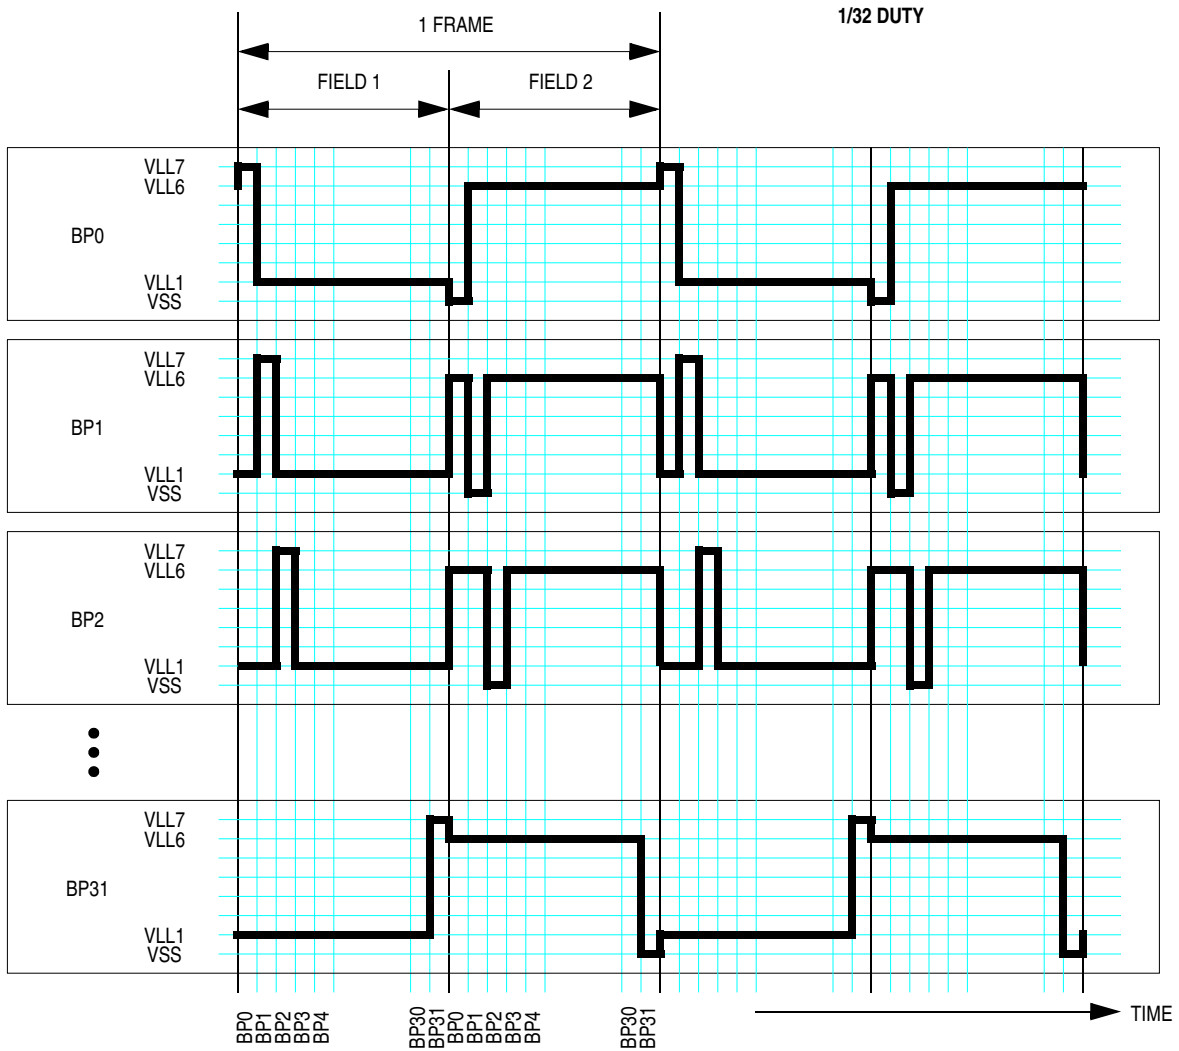 1/32 DUTY
1 FRAME
FIELD 1
FIELD 2
VLL7
VLL6
BP0
VLL1
VSS
VLL7
VLL6
BP1
VLL1
VSS
VLL7
VLL6
BP2
VLL1
VSS
VLL7
VLL6
BP31
VLL1
VSS
BP0
BP1
BP2
BP3
BP4
BP30
BP31
BP0
BP1
BP2
BP3
BP4
BP30
BP31
TIME